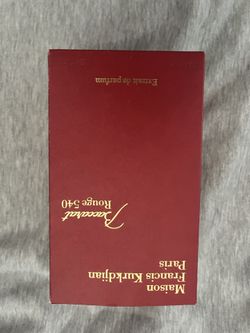 Maison
Francis Kurkdjian
Paris
Baccarat
Rouge 540
Extrait de parfum